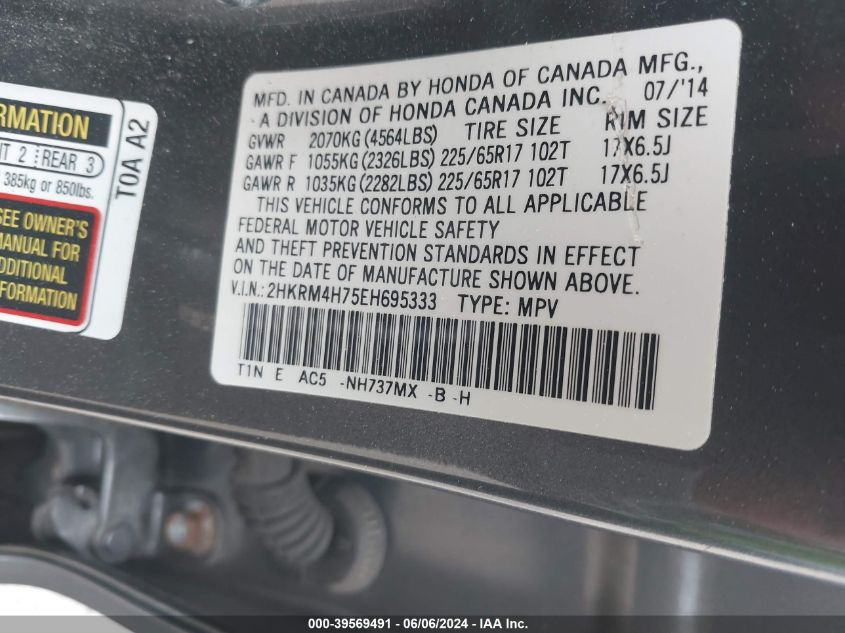 ORMATION
T 2 REAR 3
385kg or 850lbs.
SEE OWNER'S
MANUAL FOR
ADDITIONAL
FORMATION
T0A A2
MFD. IN CANADA BY HONDA OF CANADA MFG.,
- A DIVISION OF HONDA CANADA INC. 07/'14
GVWR 2070KG(4564LBS) TIRE SIZE RIM SIZE
GAWR F 1055KG(2326LBS) 225/65R17 102T 17X6.5J
GAWR R 1035KG(2282LBS) 225/65R17 102T 17X6.5J
THIS VEHICLE CONFORMS TO ALL APPLICABLE
FEDERAL MOTOR VEHICLE SAFETY
AND THEFT PREVENTION STANDARDS IN EFFECT
ON THE DATE OF MANUFACTURE SHOWN ABOVE.
V.I.N.:2HKRM4H75EH695333 TYPE: MPV
T1N E AC5 -NH737MX -B -H
000-39569491 - 06/06/2024 - IAA Inc.